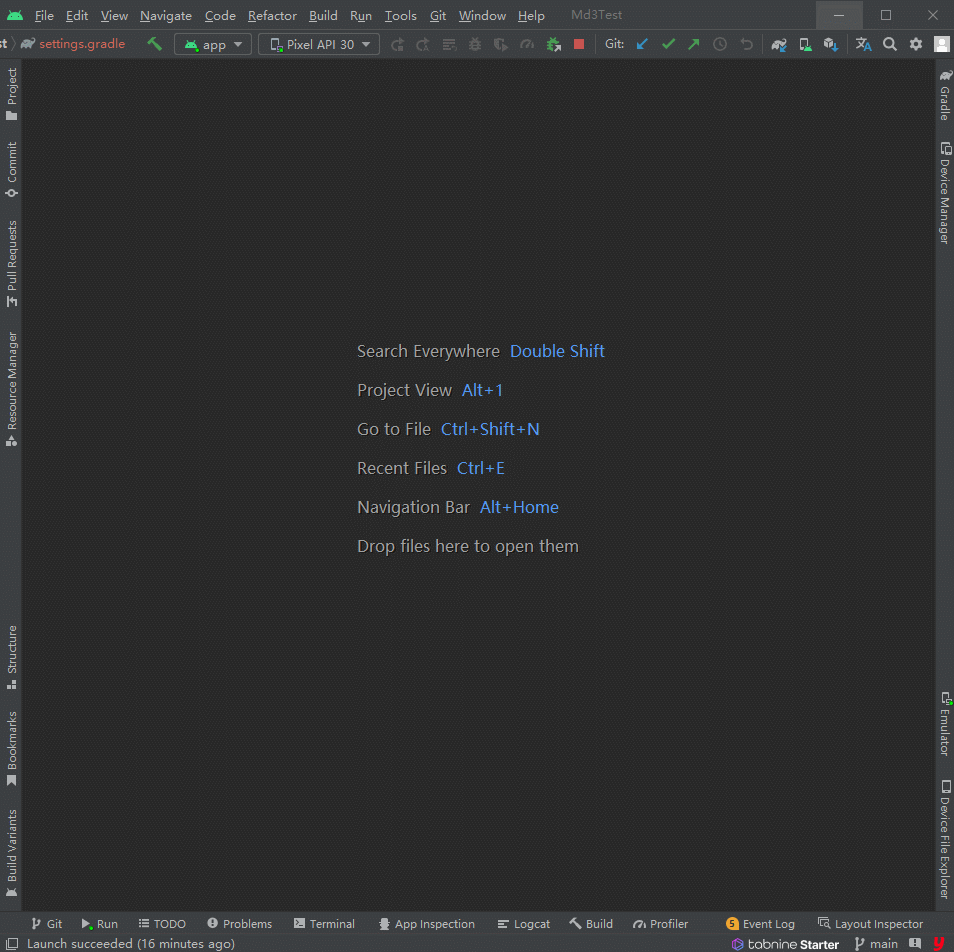 File Edit View Navigate Code Refactor Build Run Tools Git Window Help Md3Test
st settings.gradle app Pixel API 30 Git:
Project
Commit
Pull Requests
Resource Manager
Structure
Bookmarks
Build Variants
Search Everywhere Double Shift
Project View Alt+1
Go to File Ctrl+Shift+N
Recent Files Ctrl+E
Navigation Bar Alt+Home
Drop files here to open them
Gradle
Device Manager
Emulator
Device File Explorer
Git Run TODO Problems Terminal App Inspection Logcat Build Profiler 5 Event Log Layout Inspector
Launch succeeded (16 minutes ago) tabnine Starter main y